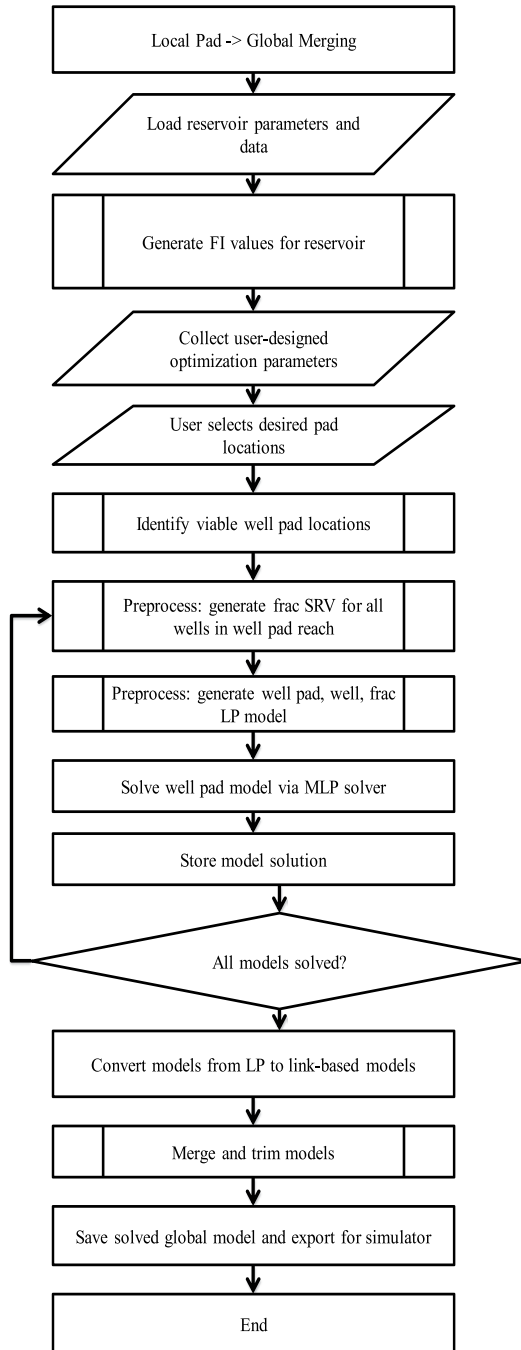 Local Pad -> Global Merging
Load reservoir parameters and
data
Generate FI values for reservoir
Collect user-designed
optimization parameters
User selects desired pad
locations
Identify viable well pad locations
Preprocess: generate frac SRV for all
wells in well pad reach
Preprocess: generate well pad, well, frac
LP model
Solve well pad model via MLP solver
Store model solution
All models solved?
Convert models from LP to link-based models
Merge and trim models
Save solved global model and export for simulator
End